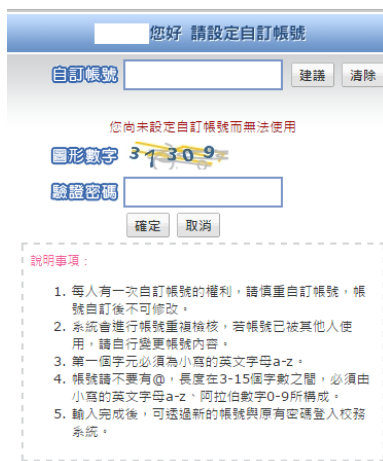 您好 請設定自訂帳號
自訂帳號 建議 清除
您尚未設定自訂帳號而無法使用
圖形數字 31309
驗證密碼
確定 取消
說明事項：
1. 每人有一次自訂帳號的權利，請慎重自訂帳號，帳
號自訂後不可修改。
2. 系統會進行帳號重複檢核，若帳號已被其他人使
用，請自行變更帳號內容。
3. 第一個字元必須為小寫的英文字母a-z。
4. 帳號請不要有@，長度在3-15個字數之間，必須由
小寫的英文字母a-z、阿拉伯數字0-9所構成。
5. 輸入完成後，可透過新的帳號與原有密碼登入校務
系統。